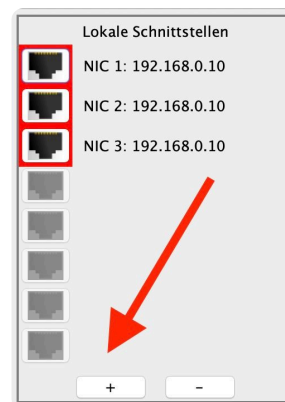 Lokale Schnittstellen
NIC 1: 192.168.0.10
NIC 2: 192.168.0.10
NIC 3: 192.168.0.10
+ -